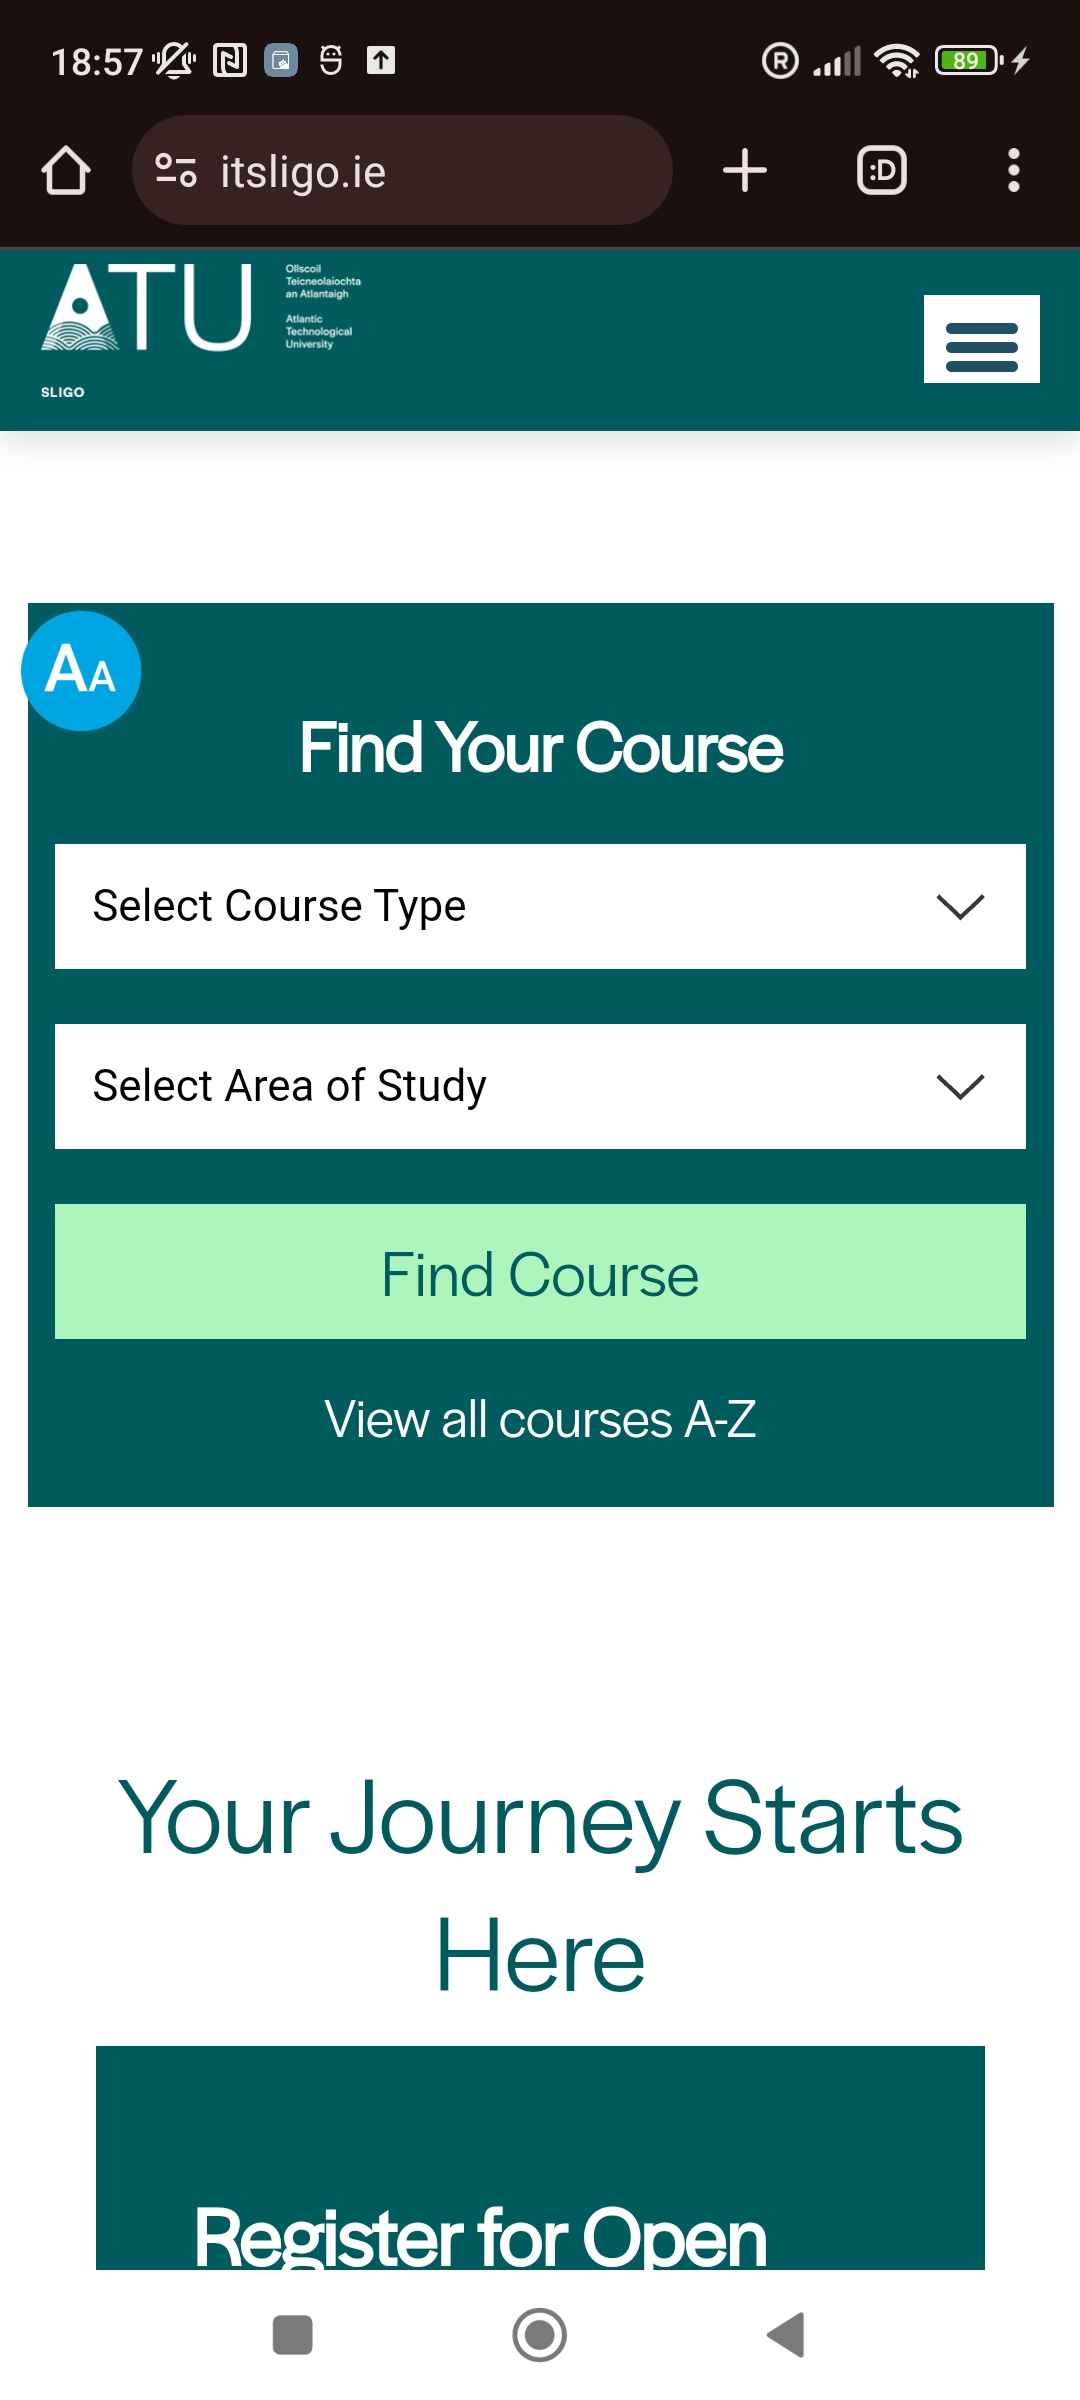 18:57
89
itsligo.ie
:D
ATU
Ollscoil
Teicneolaíochta
an Atlantaigh
Atlantic
Technological
University
SLIGO
AA
Find Your Course
Select Course Type
Select Area of Study
Find Course
View all courses A-Z
Your Journey Starts
Here
Register for Open